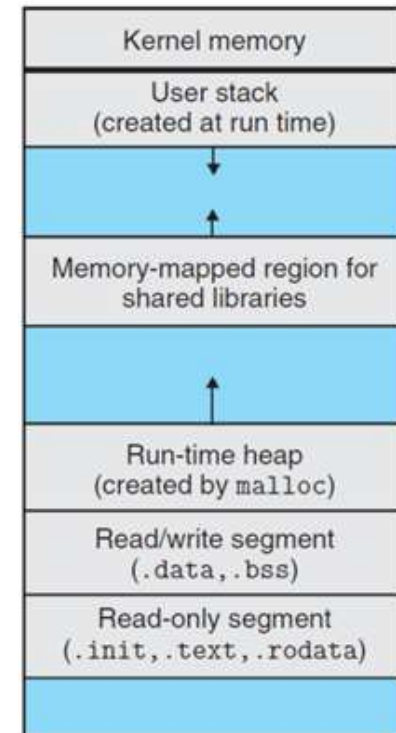 Kernel memory
User stack
(created at run time)
Memory-mapped region for
shared libraries
Run-time heap
(created by malloc)
Read/write segment
(.data,.bss)
Read-only segment
(.init,.text,.rodata)